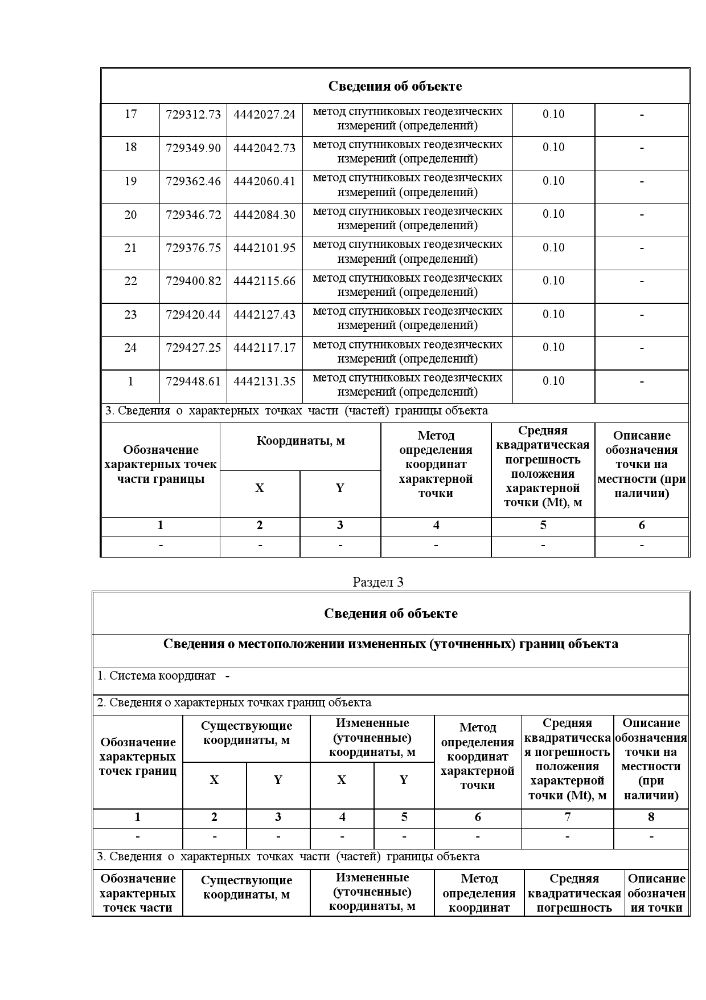 Сведения об объекте
17 729312.73 4442027.24 метод спутниковых геодезических измерений (определений) 0.10 -
18 729349.90 4442042.73 метод спутниковых геодезических измерений (определений) 0.10 -
19 729362.46 4442060.41 метод спутниковых геодезических измерений (определений) 0.10 -
20 729346.72 4442084.30 метод спутниковых геодезических измерений (определений) 0.10 -
21 729376.75 4442101.95 метод спутниковых геодезических измерений (определений) 0.10 -
22 729400.82 4442115.66 метод спутниковых геодезических измерений (определений) 0.10 -
23 729420.44 4442127.43 метод спутниковых геодезических измерений (определений) 0.10 -
24 729427.25 4442117.17 метод спутниковых геодезических измерений (определений) 0.10 -
1 729448.61 4442131.35 метод спутниковых геодезических измерений (определений) 0.10 -
3. Сведения о характерных точках части (частей) границы объекта
Обозначение
характерных точек
части границы
Координаты, м
X Y
Метод
определения
координат
характерной
точки
Средняя
квадратическая
погрешность
положения
характерной
точки (Mt), м
Описание
обозначения
точки на
местности (при
наличии)
1 2 3 4 5 6
- - - - - -
Раздел 3
Сведения об объекте
Сведения о местоположении измененных (уточненных) границ объекта
1. Система координат -
2. Сведения о характерных точках границ объекта
Обозначение
характерных
точек границ
Существующие
координаты, м
X Y
Измененные
(уточненные)
координаты, м
X Y
Метод
определения
координат
характерной
точки
Средняя
квадратическа
я погрешность
положения
характерной
точки (Mt), м
Описание
обозначения
точки на
местности
(при
наличии)
1 2 3 4 5 6 7 8
- - - - - - - -
3. Сведения о характерных точках части (частей) границы объекта
Обозначение
характерных
точек части
Существующие
координаты, м
Измененные
(уточненные)
координаты, м
Метод
определения
координат
Средняя
квадратическая
погрешность
Описание
обозначен
ия точки